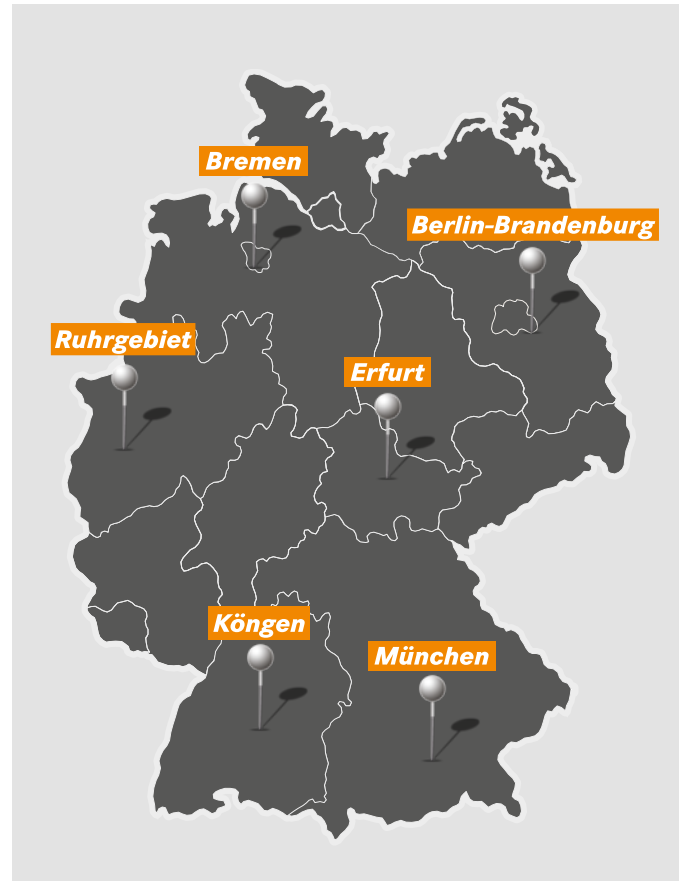 Bremen
Berlin-Brandenburg
Ruhrgebiet
Erfurt
Köngen
München